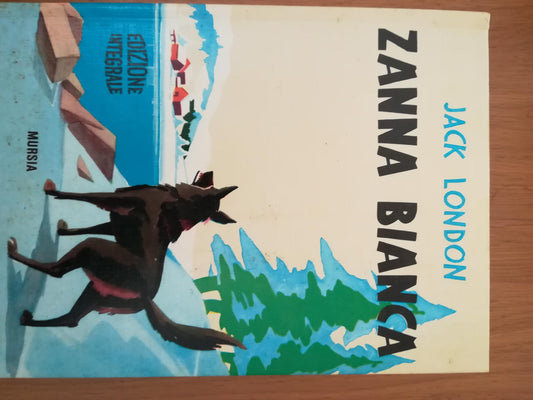 JACK LONDON
ZANNA BIANCA
EDIZIONE
INTEGRALE
MURSIA